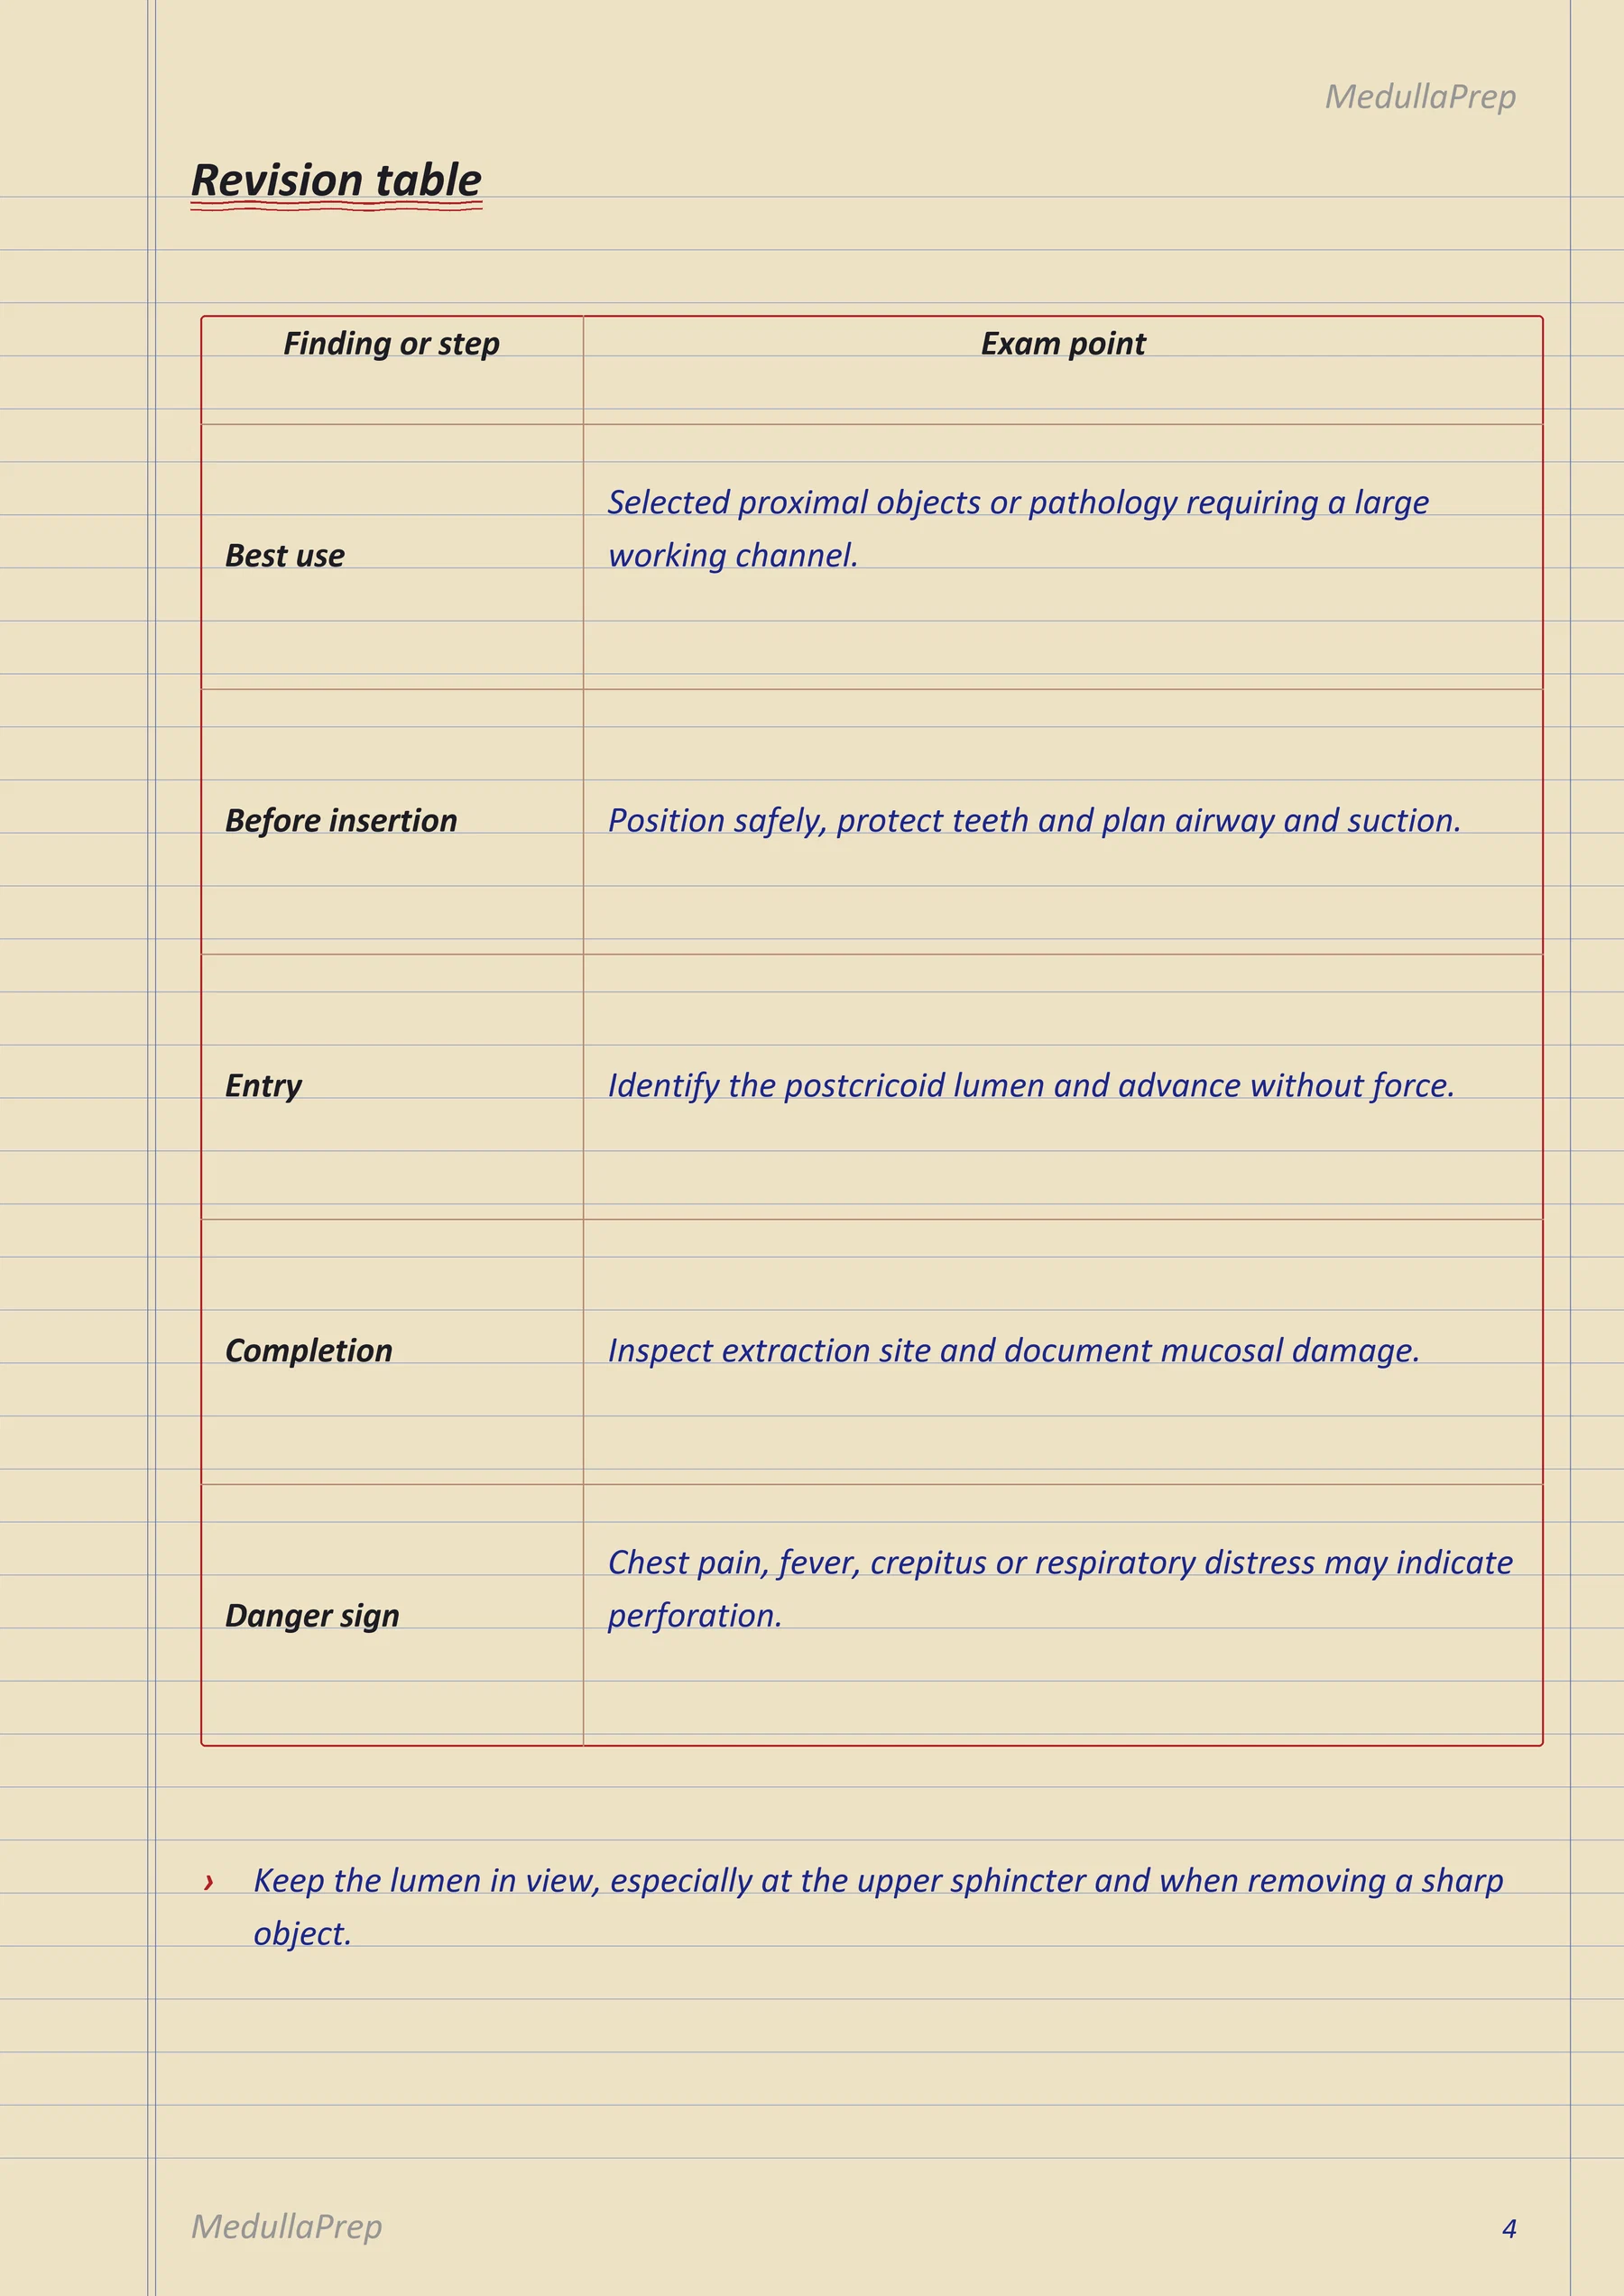 MedullaPrep
Revision table
Finding or step
Exam point
Best use
Selected proximal objects or pathology requiring a large
working channel.
Before insertion
Position safely, protect teeth and plan airway and suction.
Entry
Identify the postcricoid lumen and advance without force.
Completion
Inspect extraction site and document mucosal damage.
Danger sign
Chest pain, fever, crepitus or respiratory distress may indicate
perforation.
› Keep the lumen in view, especially at the upper sphincter and when removing a sharp
object.
MedullaPrep
4